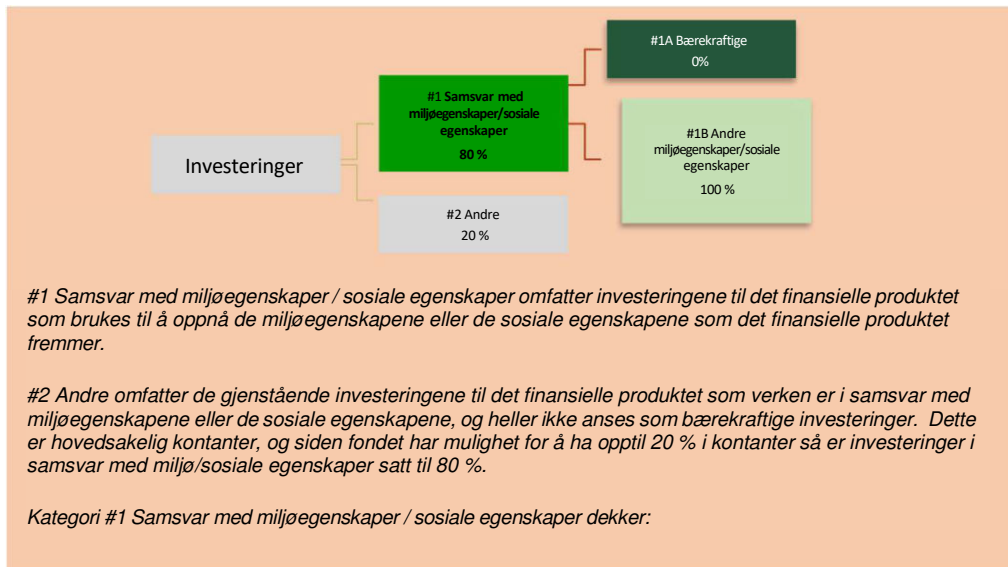 #1A Bærekraftige
0%
#1 Samsvar med
miljøegenskaper/sosiale
egenskaper
80 %
#1B Andre
miljøegenskaper/sosiale
egenskaper
100 %
Investeringer
#2 Andre
20 %
#1 Samsvar med miljøegenskaper / sosiale egenskaper omfatter investeringene til det finansielle produktet
som brukes til å oppnå de miljøegenskapene eller de sosiale egenskapene som det finansielle produktet
fremmer.
#2 Andre omfatter de gjenstående investeringene til det finansielle produktet som verken er i samsvar med
miljøegenskapene eller de sosiale egenskapene, og heller ikke anses som bærekraftige investeringer. Dette
er hovedsakelig kontanter, og siden fondet har mulighet for å ha opptil 20 % i kontanter så er investeringer i
samsvar med miljø/sosiale egenskaper satt til 80 %.
Kategori #1 Samsvar med miljøegenskaper / sosiale egenskaper dekker: